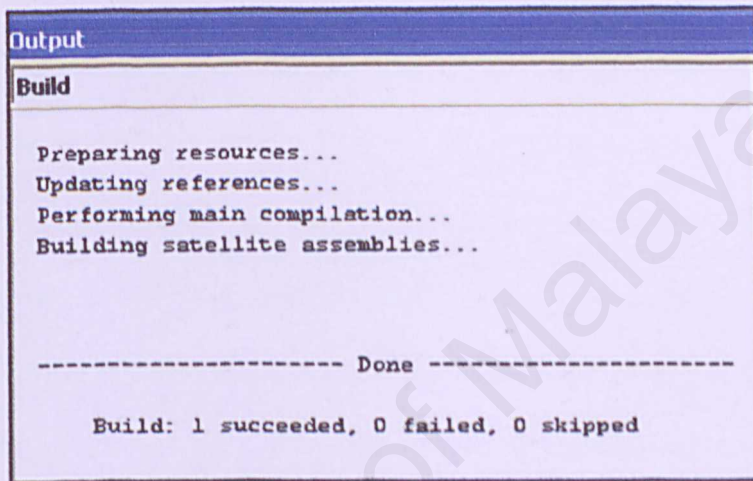 Output
Build
Preparing resources...
Updating references...
Performing main compilation...
Building satellite assemblies...
---------------------- Done ----------------------
Build: 1 succeeded, 0 failed, 0 skipped
of Malaya